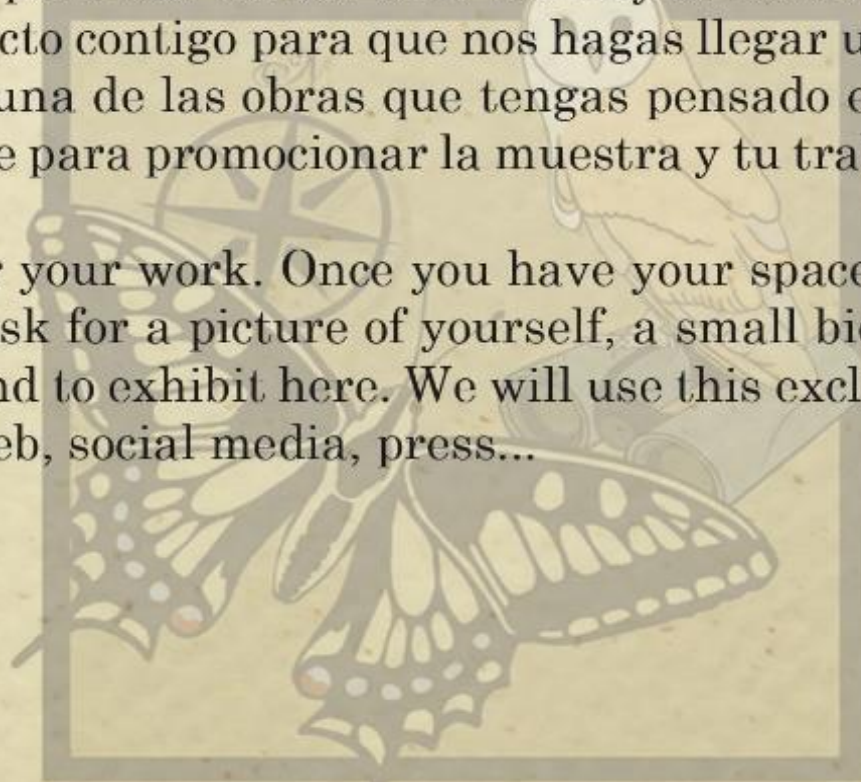 cto contigo para que nos hagas llegar u
una de las obras que tengas pensado e
e para promocionar la muestra y tu tra
your work. Once you have your space
sk for a picture of yourself, a small bio
nd to exhibit here. We will use this excl
eb, social media, press...